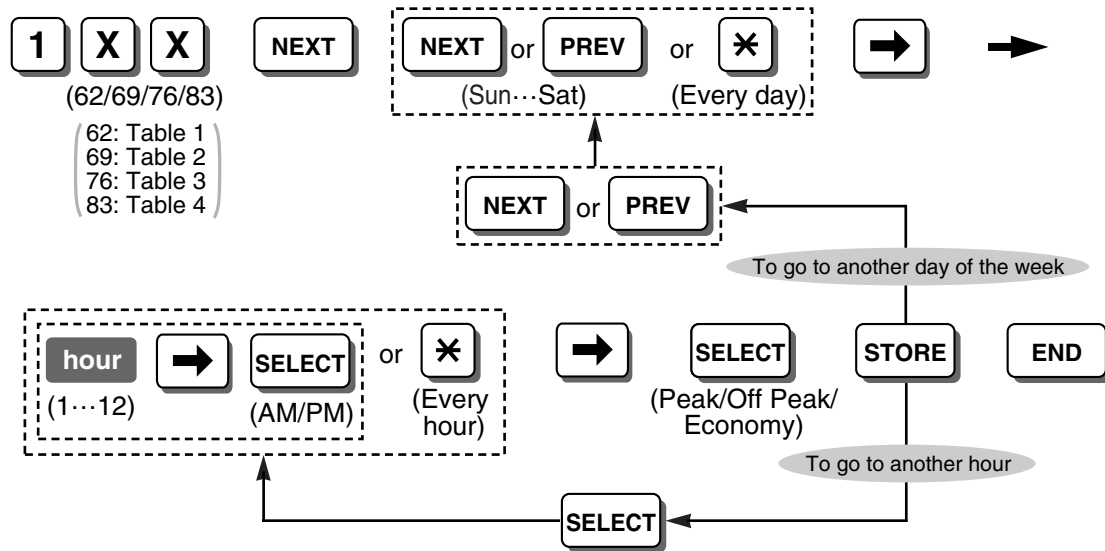 1 X X NEXT NEXT or PREV or ✱ ➡
(62/69/76/83) (Sun···Sat) (Every day)
62: Table 1
69: Table 2
76: Table 3
83: Table 4
NEXT or PREV
To go to another day of the week
hour ➡ SELECT or ✱ ➡ SELECT STORE END
(1···12) (AM/PM) (Every hour) (Peak/Off Peak/
Economy)
To go to another hour
SELECT